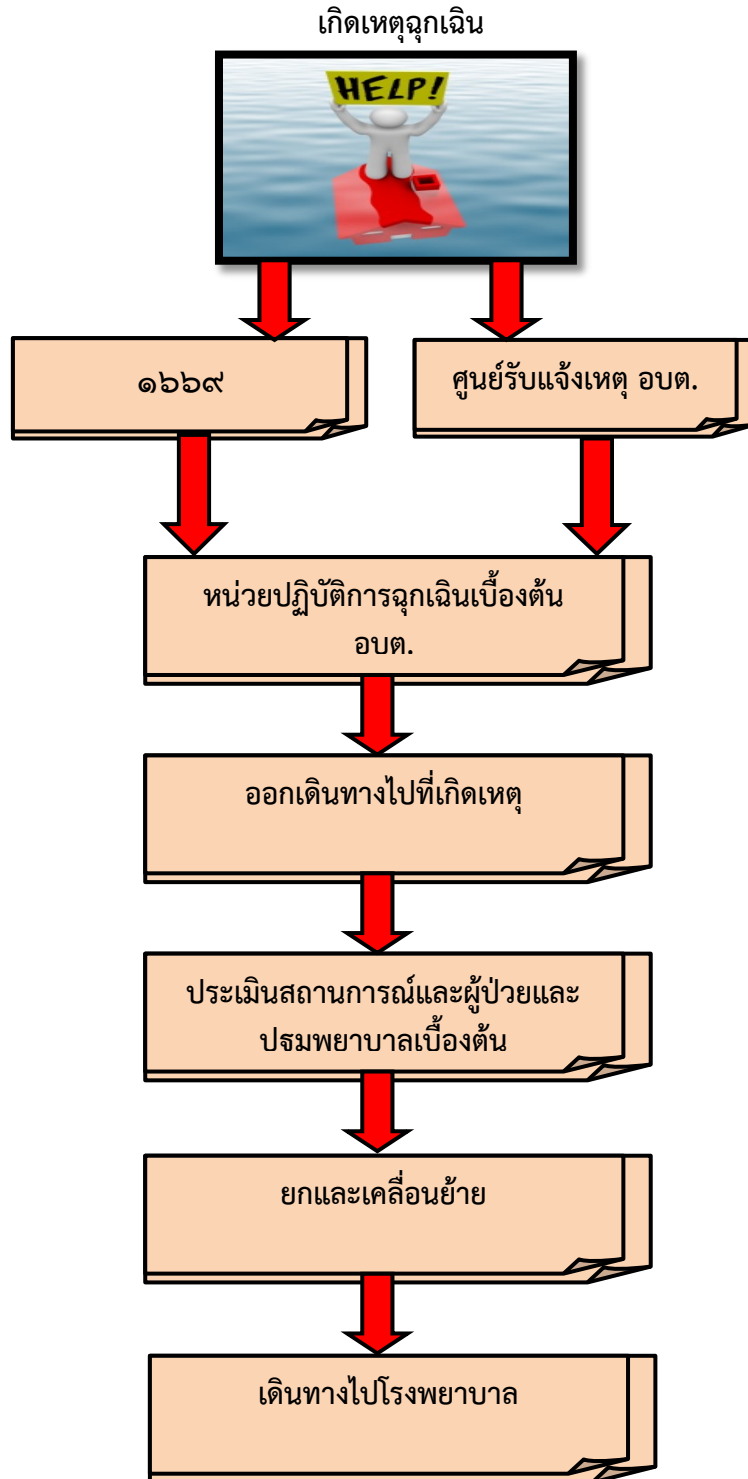 เกิดเหตุฉุกเฉิน
HELP!
๑๖๖๙
ศูนย์รับแจ้งเหตุ อบต.
หน่วยปฏิบัติการฉุกเฉินเบื้องต้น
อบต.
ออกเดินทางไปที่เกิดเหตุ
ประเมินสถานการณ์และผู้ป่วยและ
ปฐมพยาบาลเบื้องต้น
ยกและเคลื่อนย้าย
เดินทางไปโรงพยาบาล